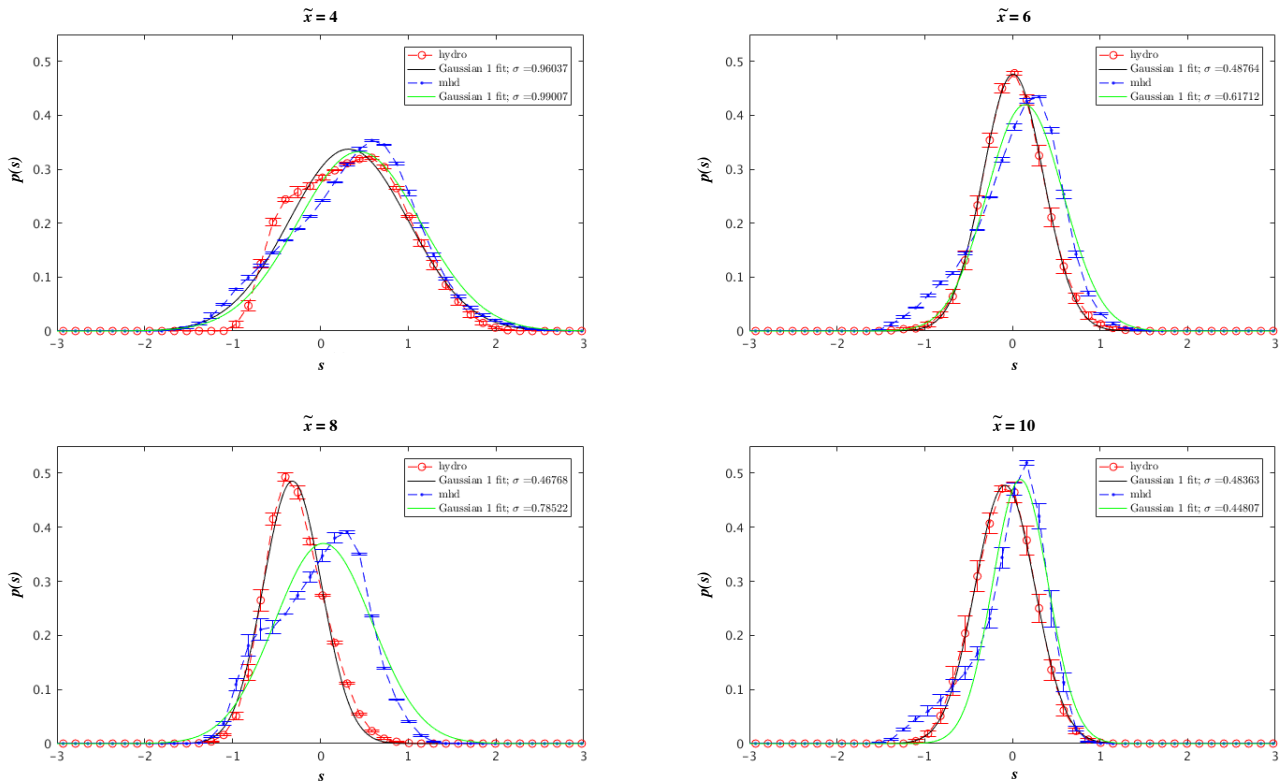 x̃ = 4
0.5
0.4
0.3
0.2
0.1
0
p(s)
-3 -2 -1 0 1 2 3
s
hydro
Gaussian 1 fit; σ =0.96037
mhd
Gaussian 1 fit; σ =0.99007
x̃ = 6
0.5
0.4
0.3
0.2
0.1
0
p(s)
-3 -2 -1 0 1 2 3
s
hydro
Gaussian 1 fit; σ =0.48764
mhd
Gaussian 1 fit; σ =0.61712
x̃ = 8
0.5
0.4
0.3
0.2
0.1
0
p(s)
-3 -2 -1 0 1 2 3
s
hydro
Gaussian 1 fit; σ =0.46768
mhd
Gaussian 1 fit; σ =0.78522
x̃ = 10
0.5
0.4
0.3
0.2
0.1
0
p(s)
-3 -2 -1 0 1 2 3
s
hydro
Gaussian 1 fit; σ =0.48363
mhd
Gaussian 1 fit; σ =0.44807